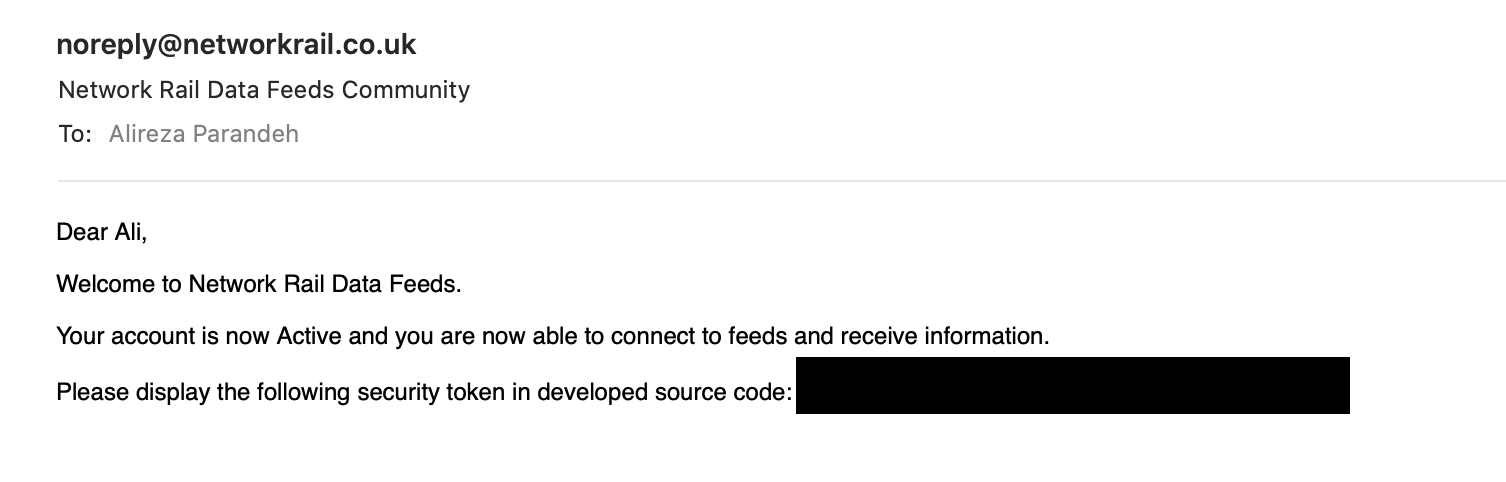 noreply@networkrail.co.uk
Network Rail Data Feeds Community
To: Alireza Parandeh
Dear Ali,
Welcome to Network Rail Data Feeds.
Your account is now Active and you are now able to connect to feeds and receive information.
Please display the following security token in developed source code: